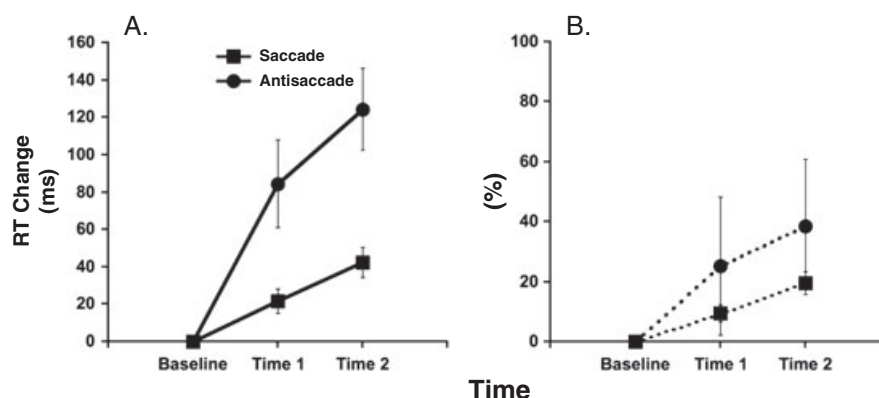 A.
160
140
120
100
80
60
40
20
0
RT Change
(ms)
Saccade
Antisaccade
Baseline Time 1 Time 2
B.
100
80
60
40
20
0
(%)
Baseline Time 1 Time 2
Time